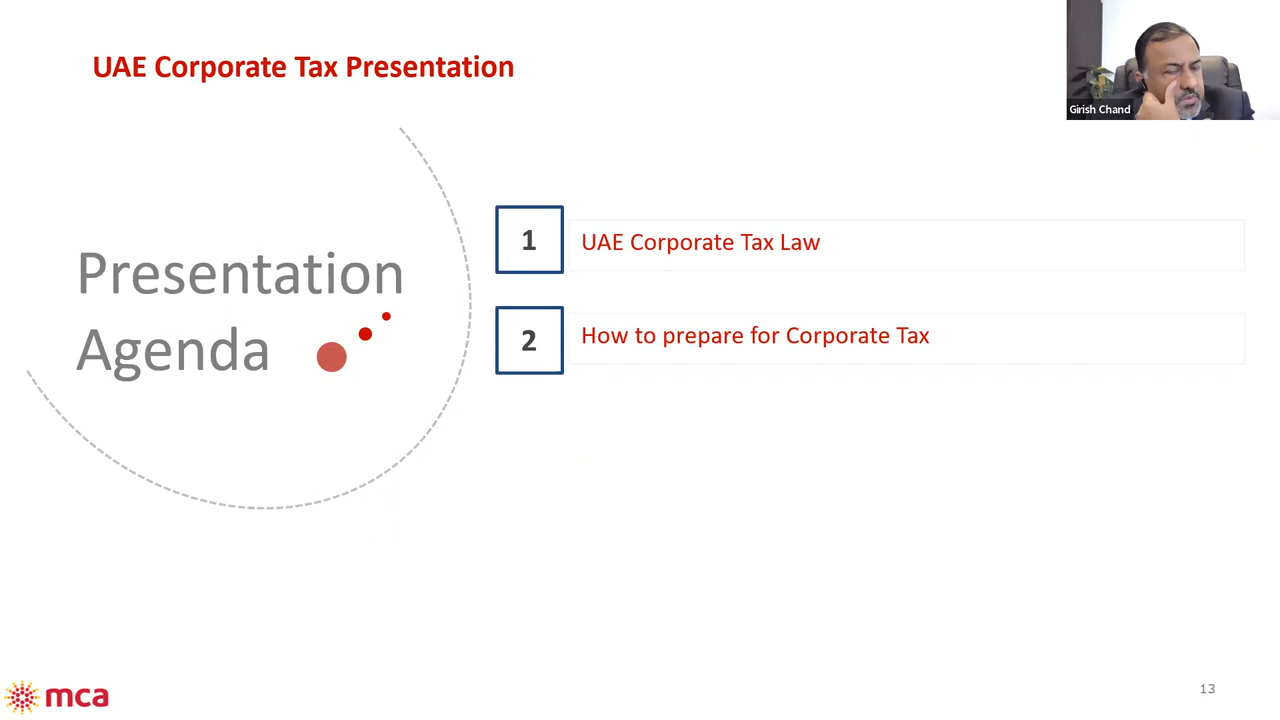 UAE Corporate Tax Presentation
Girish Chand
Presentation
Agenda
1
UAE Corporate Tax Law
2
How to prepare for Corporate Tax
mca
13